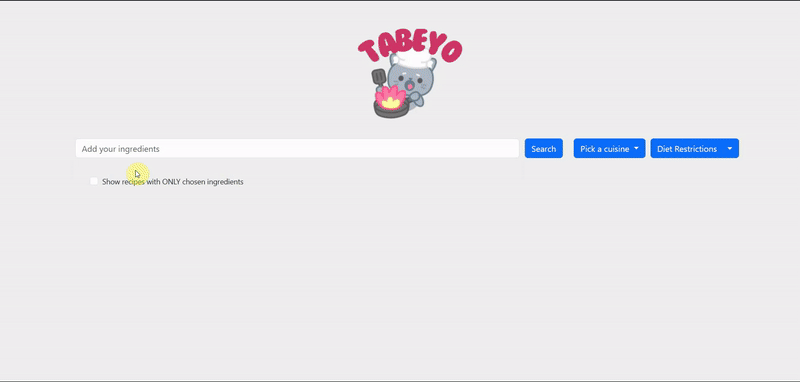 TABEYO
Add your ingredients
Search
Pick a cuisine
Diet Restrictions
Show recipes with ONLY chosen ingredients